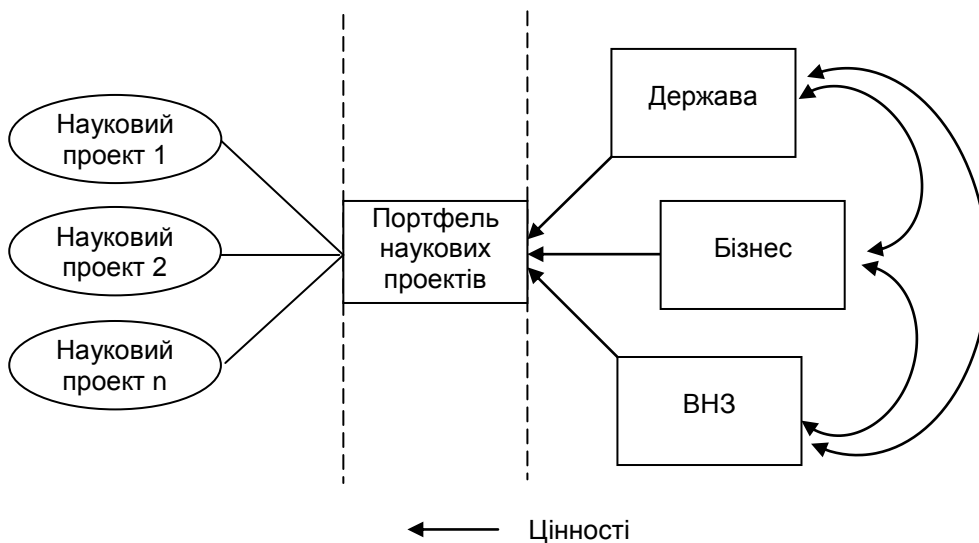 Науковий
проект 1
Науковий
проект 2
Науковий
проект n
Портфель
наукових
проектів
Держава
Бізнес
ВНЗ
Цінності